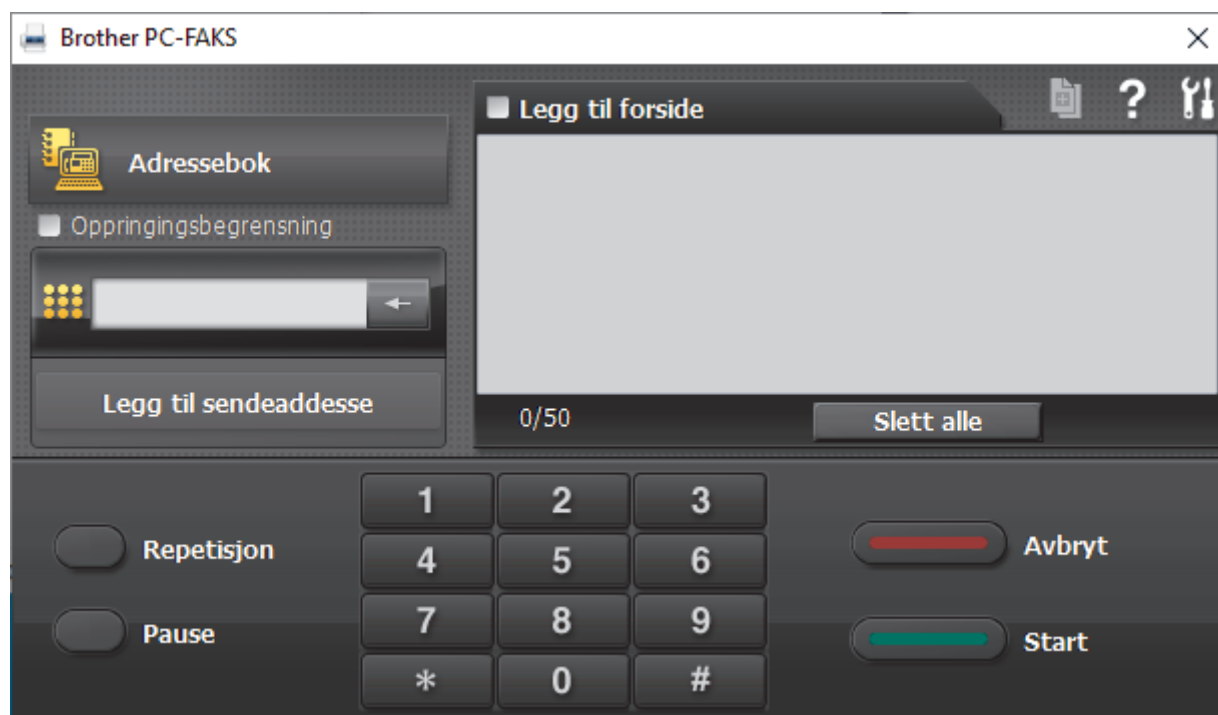 Brother PC-FAKS
Legg til forside
?
Adressebok
Oppringingsbegrensning
Legg til sendeaddesse
0/50
Slett alle
1 2 3
Repetisjon
4 5 6
Avbryt
7 8 9
Pause
Start
* 0 #